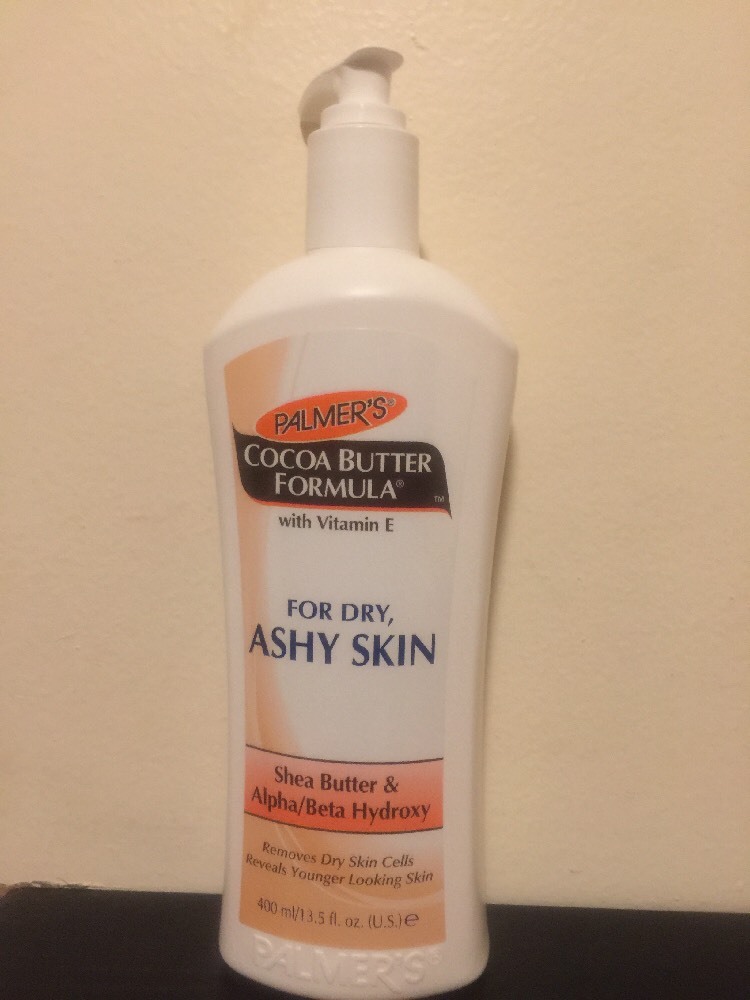 PALMER'S®
COCOA BUTTER
FORMULA®
™
with Vitamin E
FOR DRY,
ASHY SKIN
Shea Butter &
Alpha/Beta Hydroxy
Removes Dry Skin Cells
Reveals Younger Looking Skin
400 ml/13.5 fl. oz. (U.S.) ℮
PALMER'S®